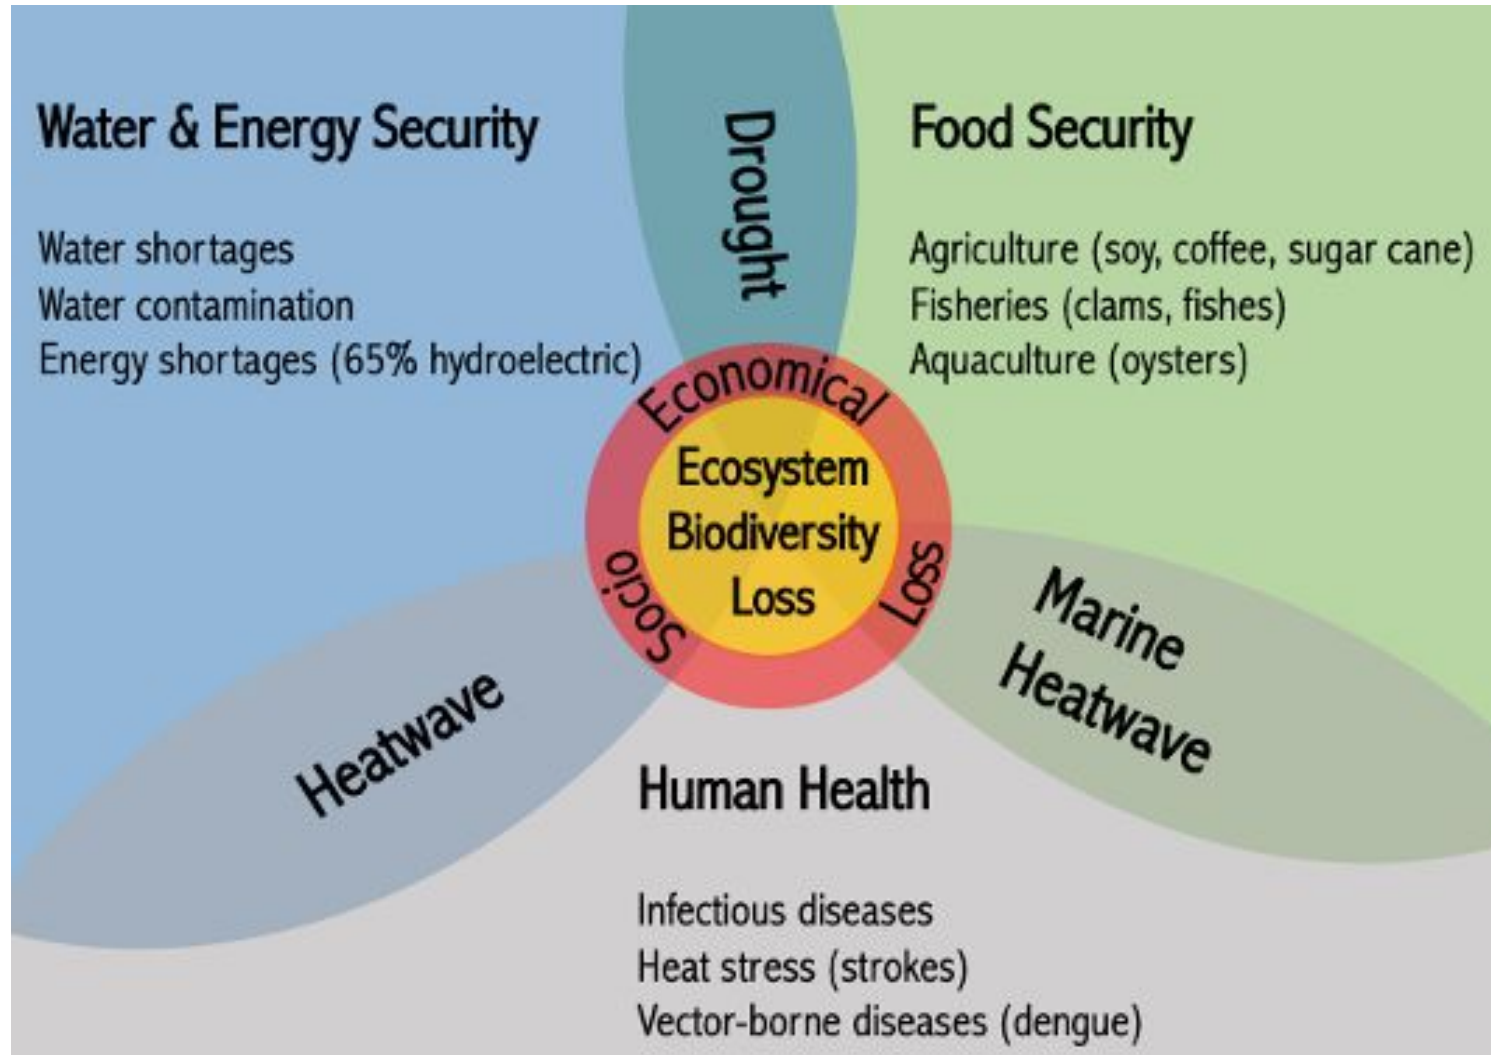 Water & Energy Security
Water shortages
Water contamination
Energy shortages (65% hydroelectric)
Drought
Food Security
Agriculture (soy, coffee, sugar cane)
Fisheries (clams, fishes)
Aquaculture (oysters)
Socio Economical Loss
Ecosystem
Biodiversity
Loss
Heatwave
Marine
Heatwave
Human Health
Infectious diseases
Heat stress (strokes)
Vector-borne diseases (dengue)